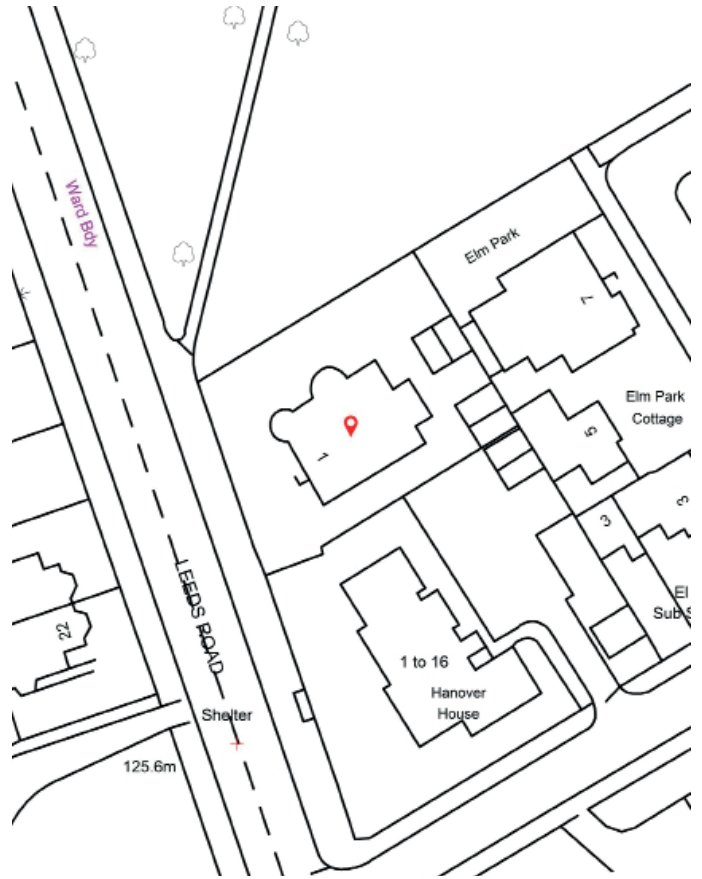 Ward Bdy
Elm Park
7
Elm Park
Cottage
1
5
3
3
El
Sub S
22
LEEDS ROAD
1 to 16
Hanover
House
Shelter
125.6m